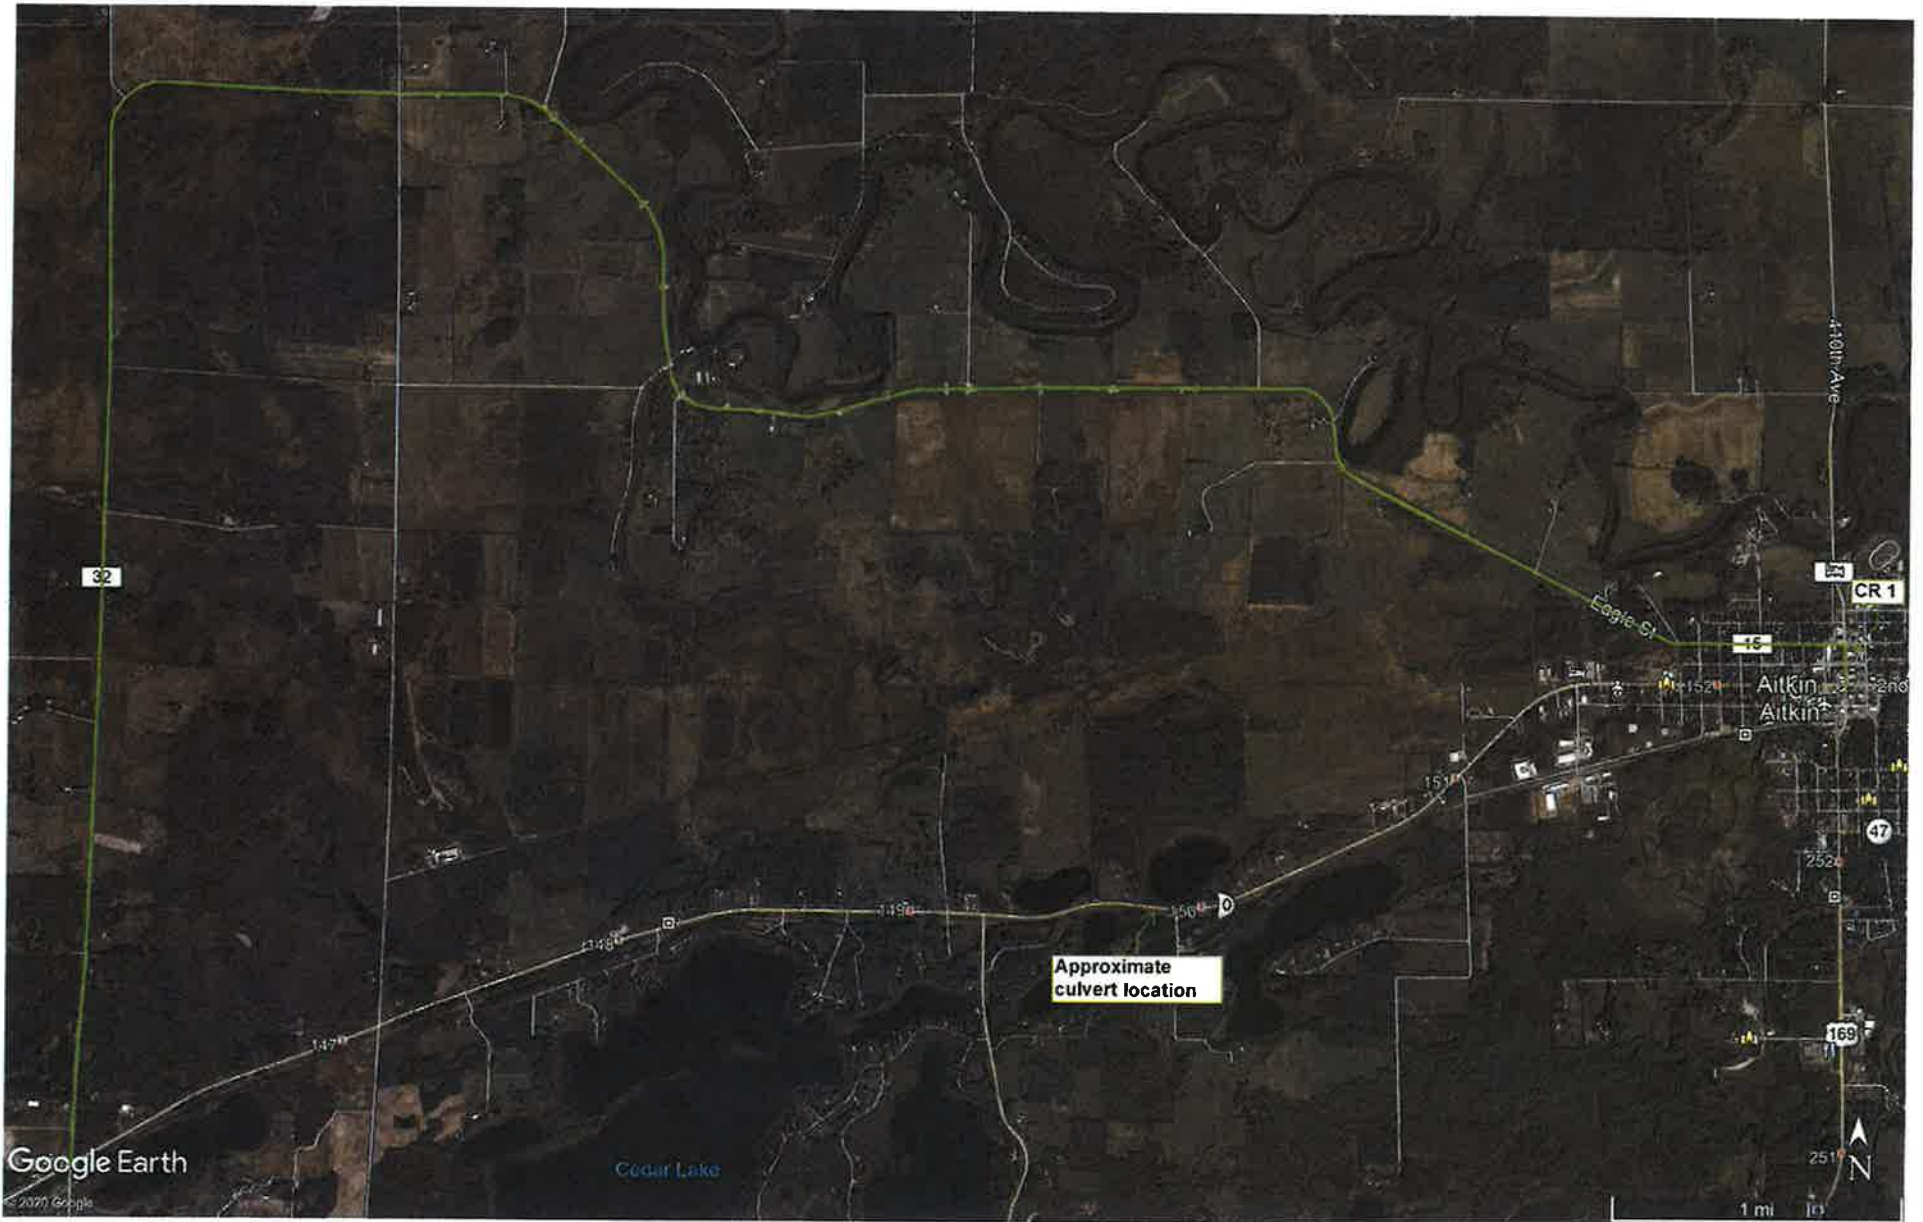 410th Ave
32
CR 1
Eagle St
15
152
Aitkin
2nd
Aitkin
151
47
252
149
150
148
Approximate
culvert location
169
147
Google Earth
Cedar Lake
251
N
© 2020 Google
1 mi